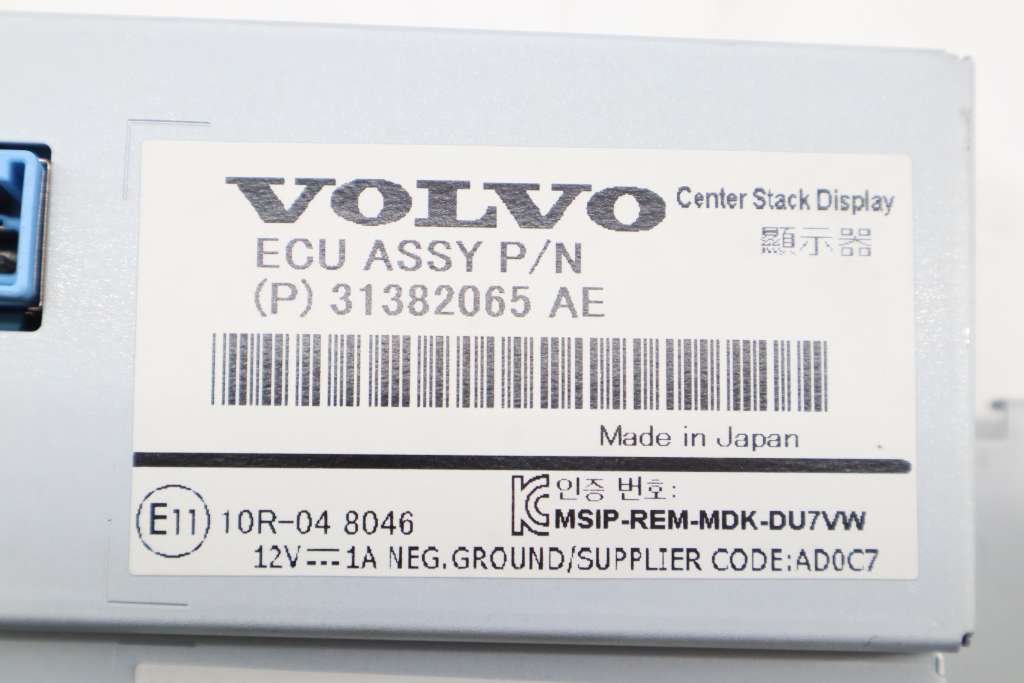 VOLVO Center Stack Display
顯示器
ECU ASSY P/N
(P) 31382065 AE
Made in Japan
E11 10R-04 8046
KC 인증 번호:
MSIP-REM-MDK-DU7VW
12V⎓1A NEG.GROUND/SUPPLIER CODE:AD0C7